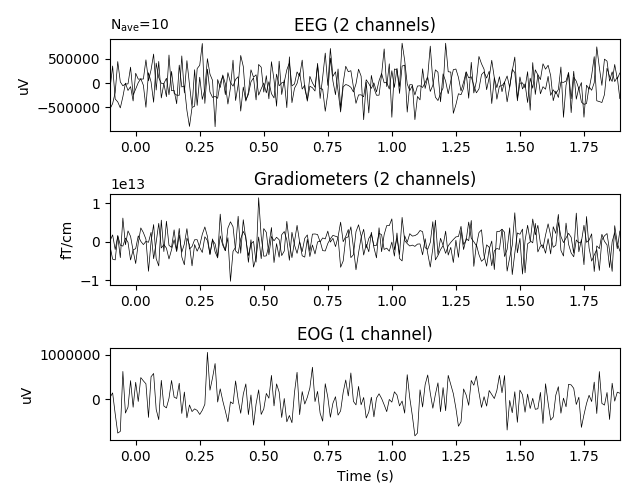 Nave=10
EEG (2 channels)
uV
500000
0
−500000
0.00 0.25 0.50 0.75 1.00 1.25 1.50 1.75
1e13
Gradiometers (2 channels)
fT/cm
1
0
−1
0.00 0.25 0.50 0.75 1.00 1.25 1.50 1.75
EOG (1 channel)
uV
1000000
0
0.00 0.25 0.50 0.75 1.00 1.25 1.50 1.75
Time (s)